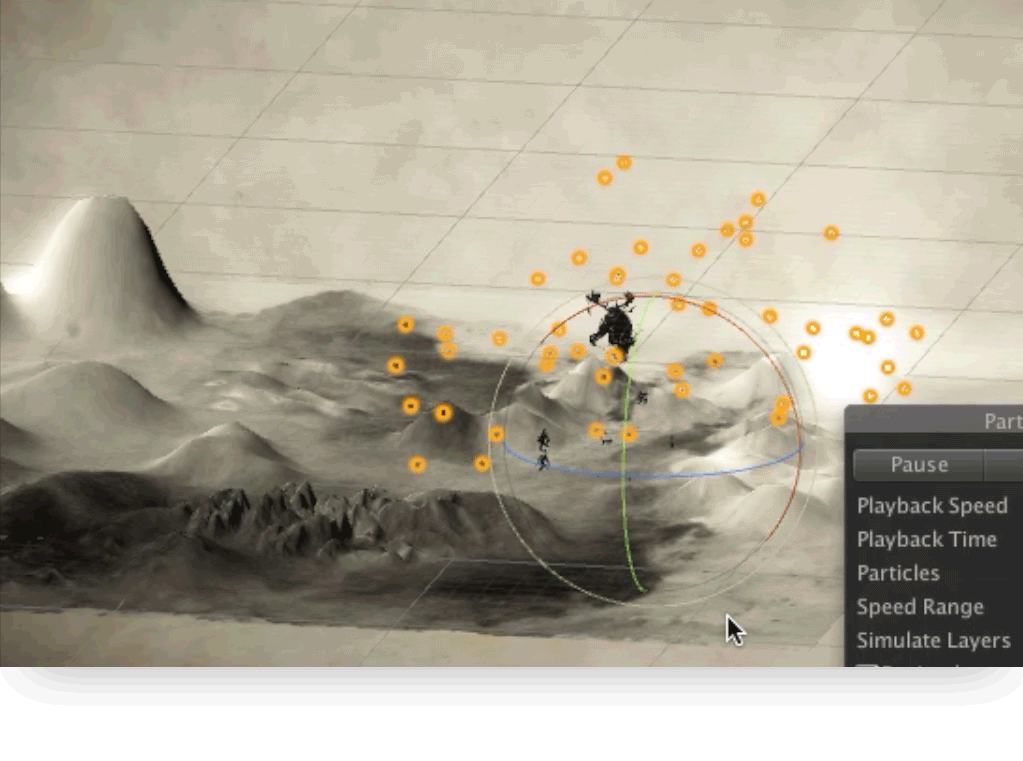 Part
Pause
Playback Speed
Playback Time
Particles
Speed Range
Simulate Layers